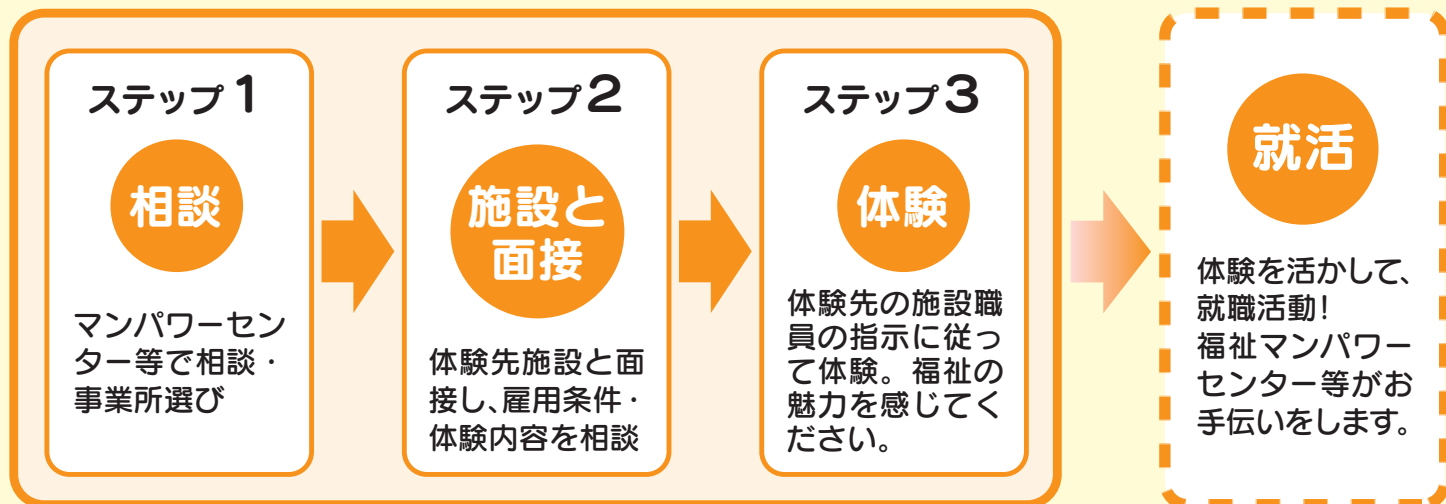 ステップ1
相談
マンパワーセン
ター等で相談・
事業所選び
ステップ2
施設と
面接
体験先施設と面
接し、雇用条件・
体験内容を相談
ステップ3
体験
体験先の施設職
員の指示に従っ
て体験。福祉の
魅力を感じてく
ださい。
就活
体験を活かして、
就職活動!
福祉マンパワー
センター等がお
手伝いをします。